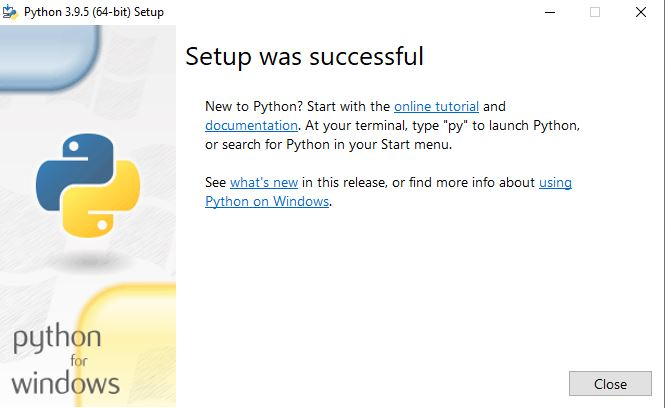 Python 3.9.5 (64-bit) Setup
Setup was successful
New to Python? Start with the online tutorial and
documentation. At your terminal, type "py" to launch Python,
or search for Python in your Start menu.
See what's new in this release, or find more info about using
Python on Windows.
python
for
windows
Close